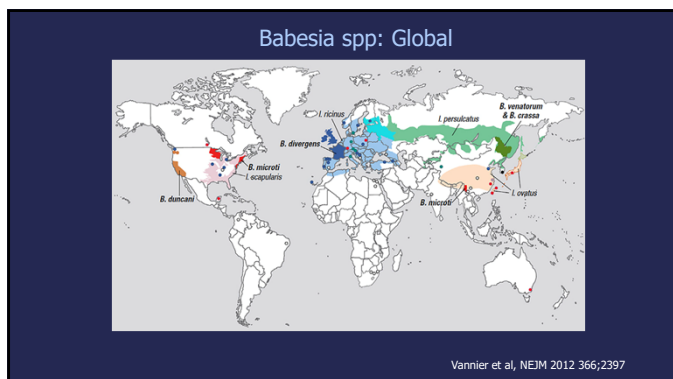 Babesia spp: Global
B. venatorum
& B. crassa
I. ricinus
I. persulcatus
B. divergens
B. microti
I. scapularis
I. ovatus
B. duncani
B. microti
Vannier et al, NEJM 2012 366;2397